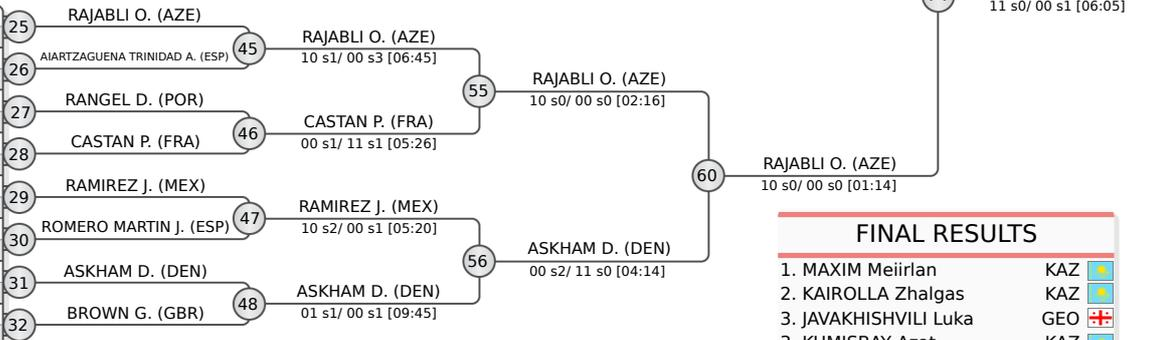 11 s0/ 00 s1 [06:05]
25
RAJABLI O. (AZE)
26
AIARTZAGUENA TRINIDAD A. (ESP)
45
RAJABLI O. (AZE)
10 s1/ 00 s3 [06:45]
27
RANGEL D. (POR)
28
CASTAN P. (FRA)
46
CASTAN P. (FRA)
00 s1/ 11 s1 [05:26]
55
RAJABLI O. (AZE)
10 s0/ 00 s0 [02:16]
29
RAMIREZ J. (MEX)
30
ROMERO MARTIN J. (ESP)
47
RAMIREZ J. (MEX)
10 s2/ 00 s1 [05:20]
31
ASKHAM D. (DEN)
32
BROWN G. (GBR)
48
ASKHAM D. (DEN)
01 s1/ 00 s1 [09:45]
56
ASKHAM D. (DEN)
00 s2/ 11 s0 [04:14]
60
RAJABLI O. (AZE)
10 s0/ 00 s0 [01:14]
FINAL RESULTS
1. MAXIM Meiirlan KAZ
2. KAIROLLA Zhalgas KAZ
3. JAVAKHISHVILI Luka GEO